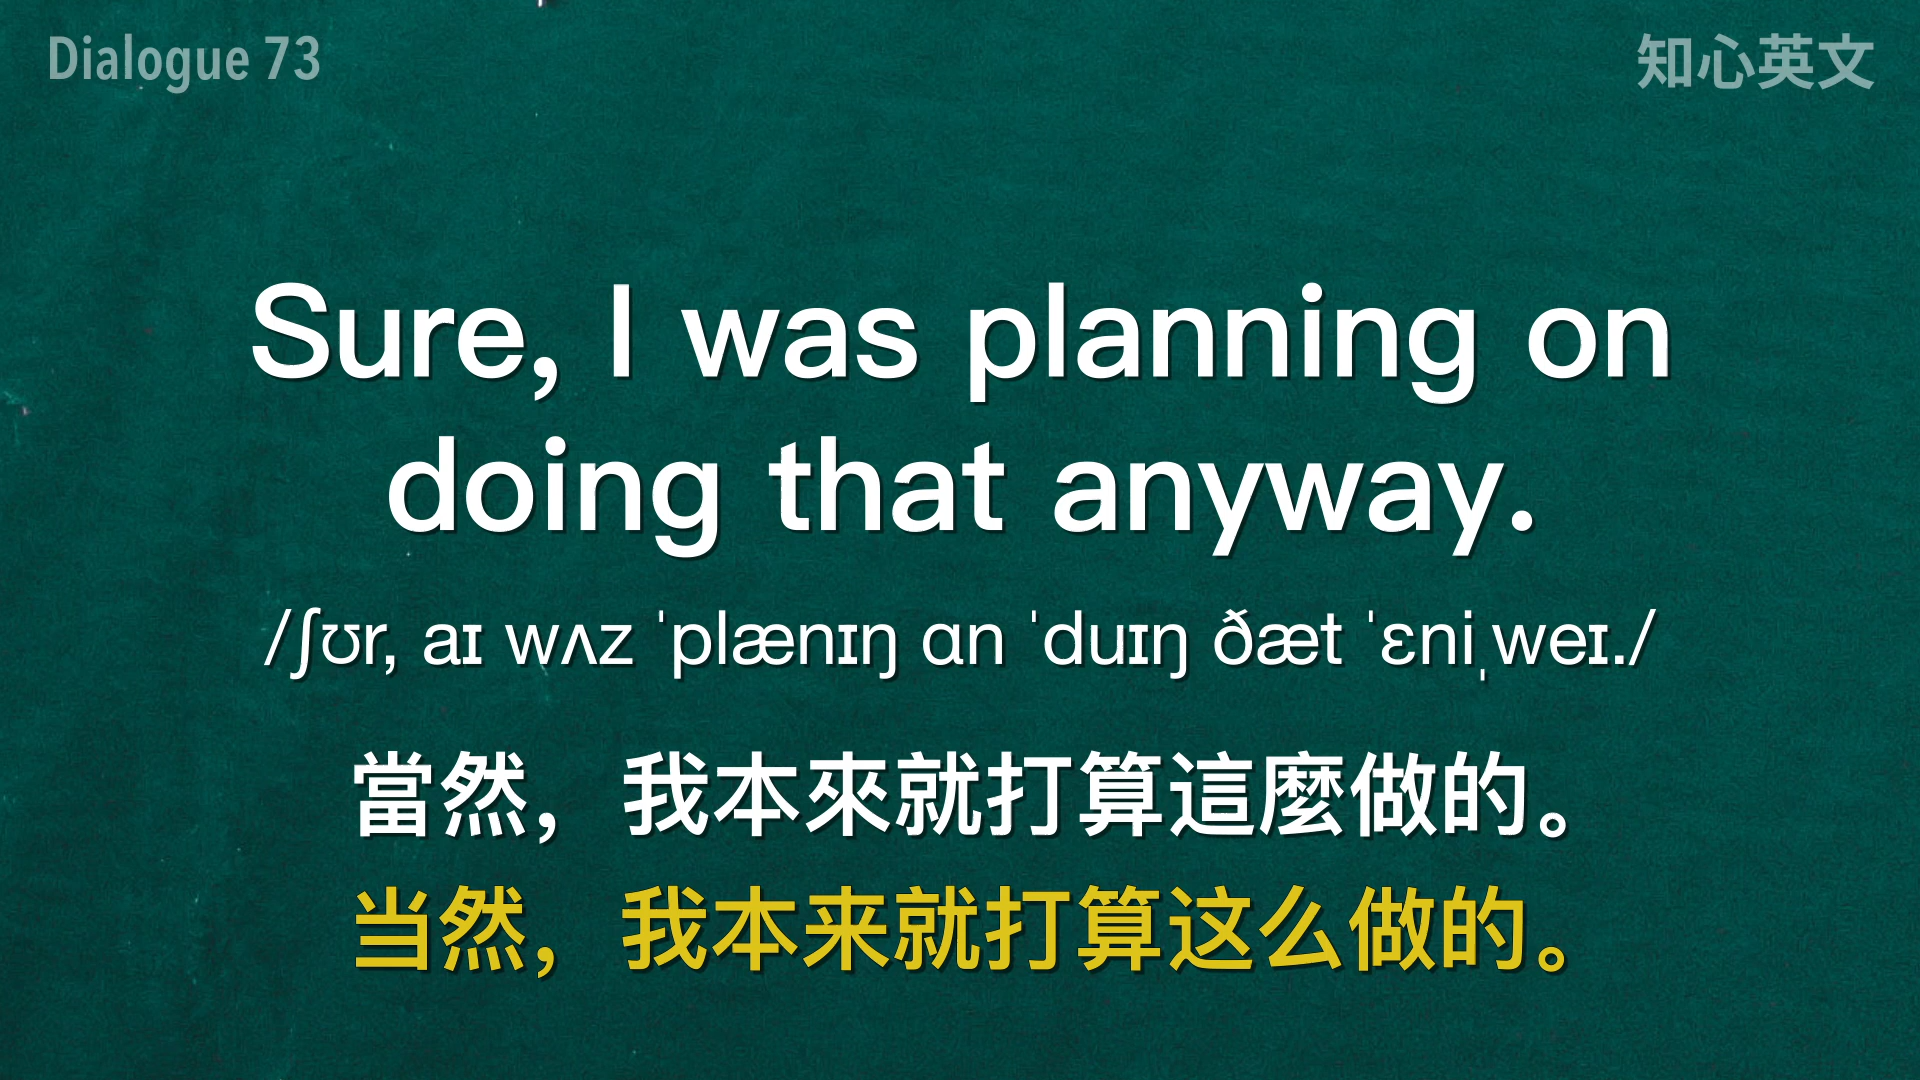 Dialogue 73
知心英文
Sure, I was planning on
doing that anyway.
/ʃʊr, aɪ wʌz ˈplænɪŋ ɑn ˈduɪŋ ðæt ˈɛniˌweɪ./
當然，我本來就打算這麼做的。
当然，我本来就打算这么做的。